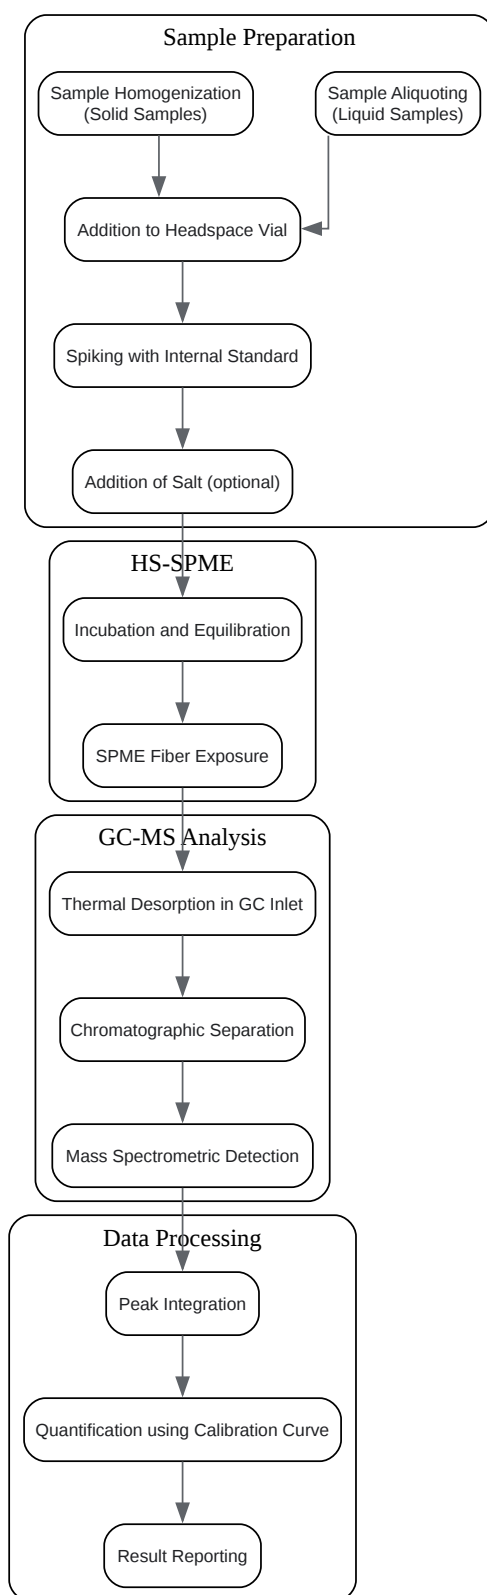 Sample Preparation
Sample Homogenization
(Solid Samples)
Sample Aliquoting
(Liquid Samples)
Addition to Headspace Vial
Spiking with Internal Standard
Addition of Salt (optional)
HS-SPME
Incubation and Equilibration
SPME Fiber Exposure
GC-MS Analysis
Thermal Desorption in GC Inlet
Chromatographic Separation
Mass Spectrometric Detection
Data Processing
Peak Integration
Quantification using Calibration Curve
Result Reporting